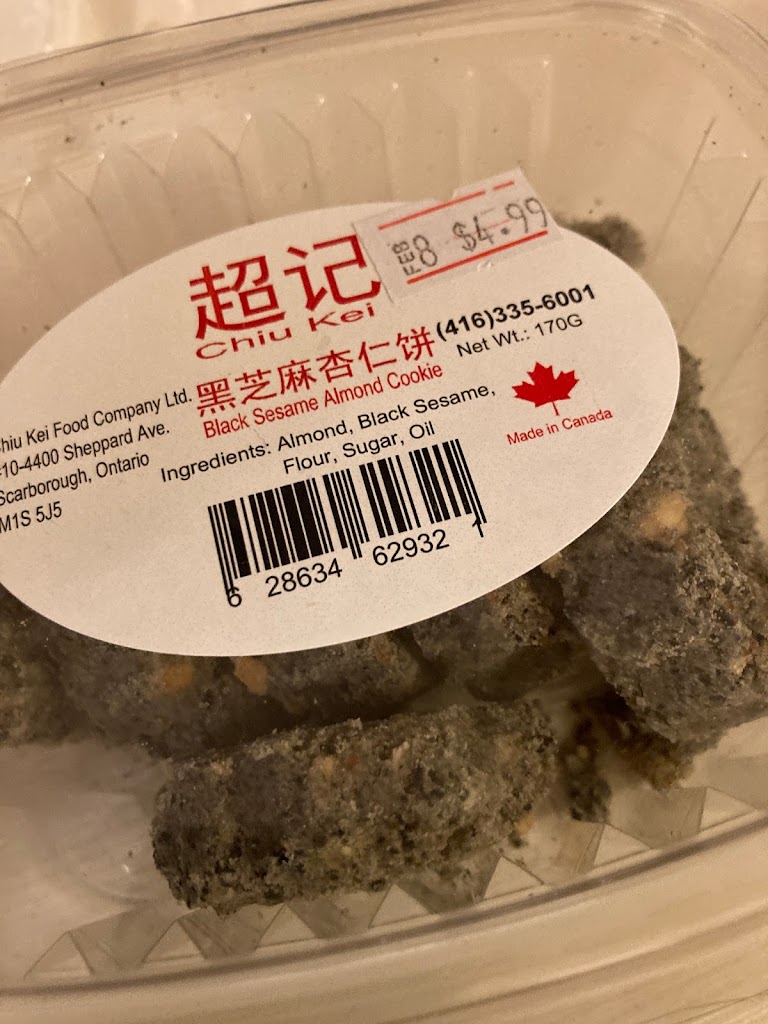 FEB 8 $4.99
超记
Chiu Kei
(416)335-6001
Net Wt.: 170G
黑芝麻杏仁饼
Black Sesame Almond Cookie
Chiu Kei Food Company Ltd.
#10-4400 Sheppard Ave.
Scarborough, Ontario
M1S 5J5
Ingredients: Almond, Black Sesame,
Flour, Sugar, Oil
Made in Canada
6 28634 62932 1